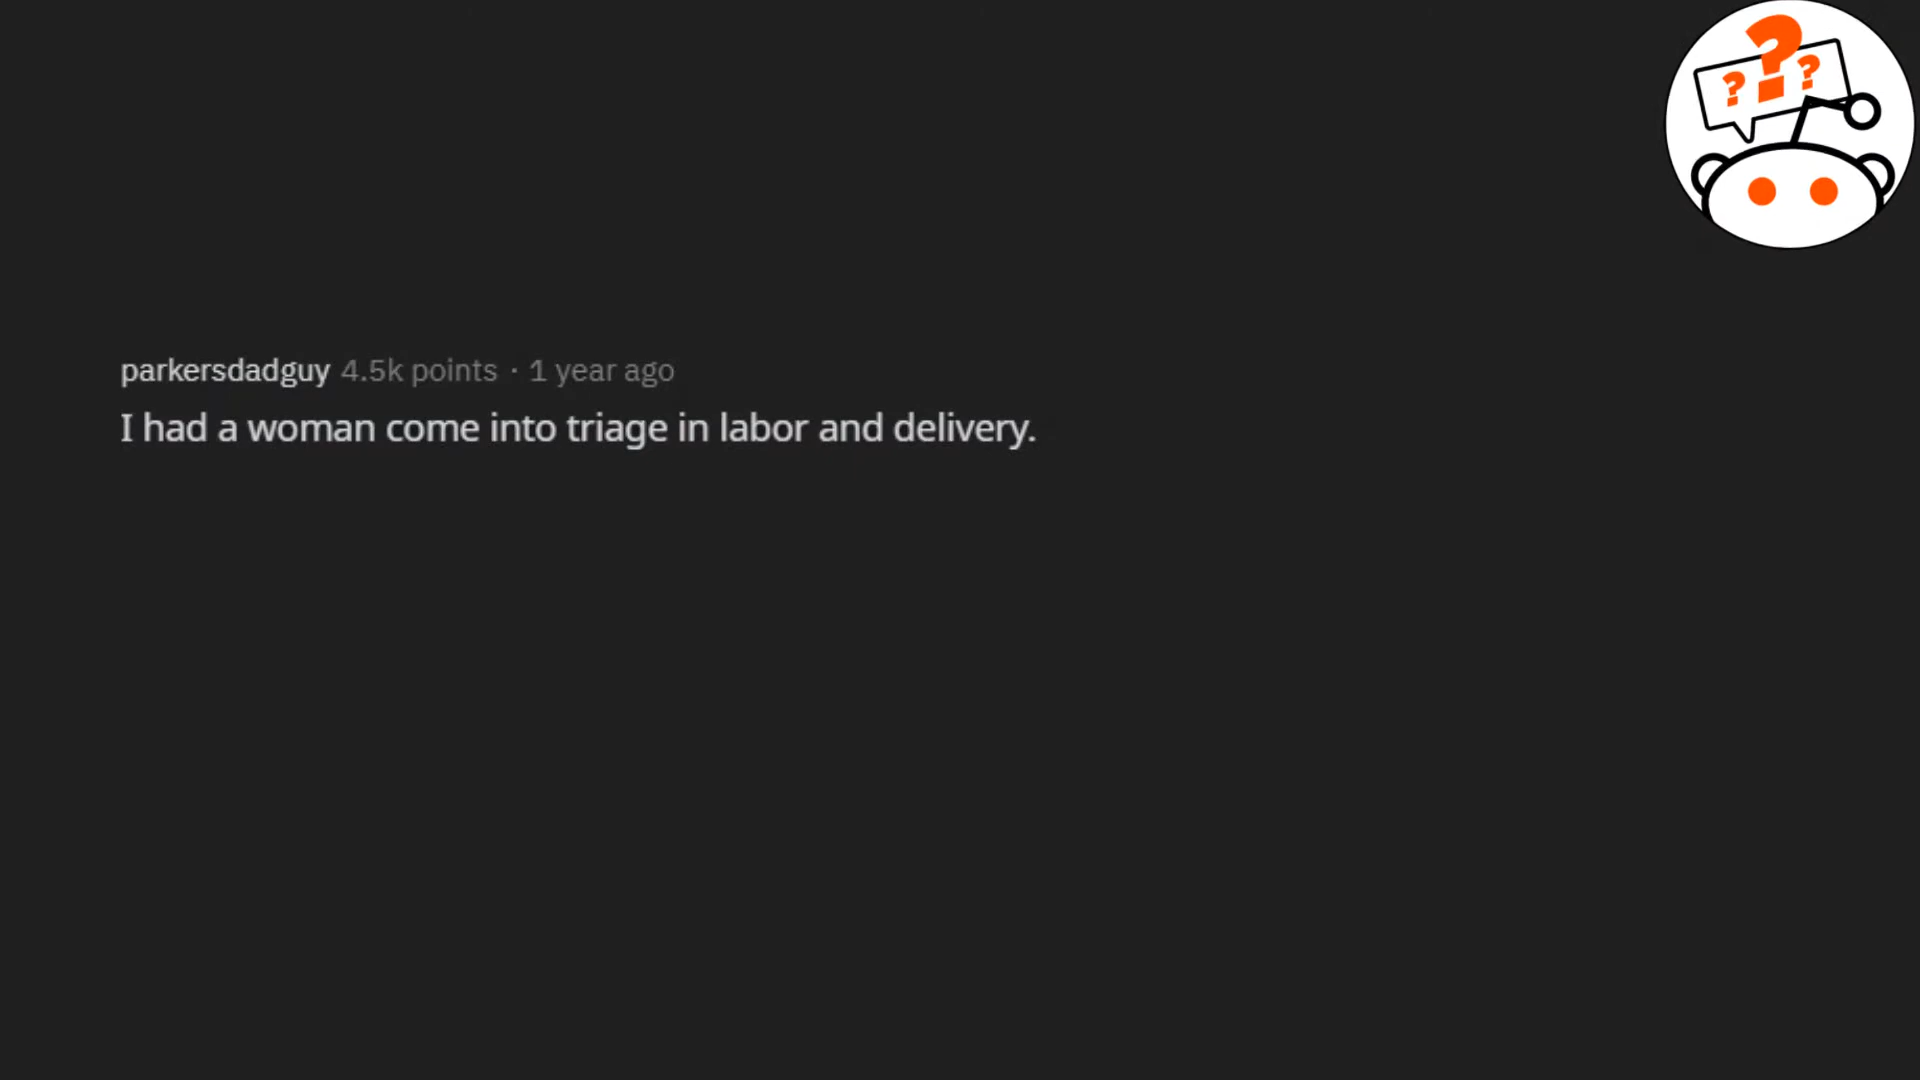 ? ? ?
parkersdadguy 4.5k points · 1 year ago
I had a woman come into triage in labor and delivery.